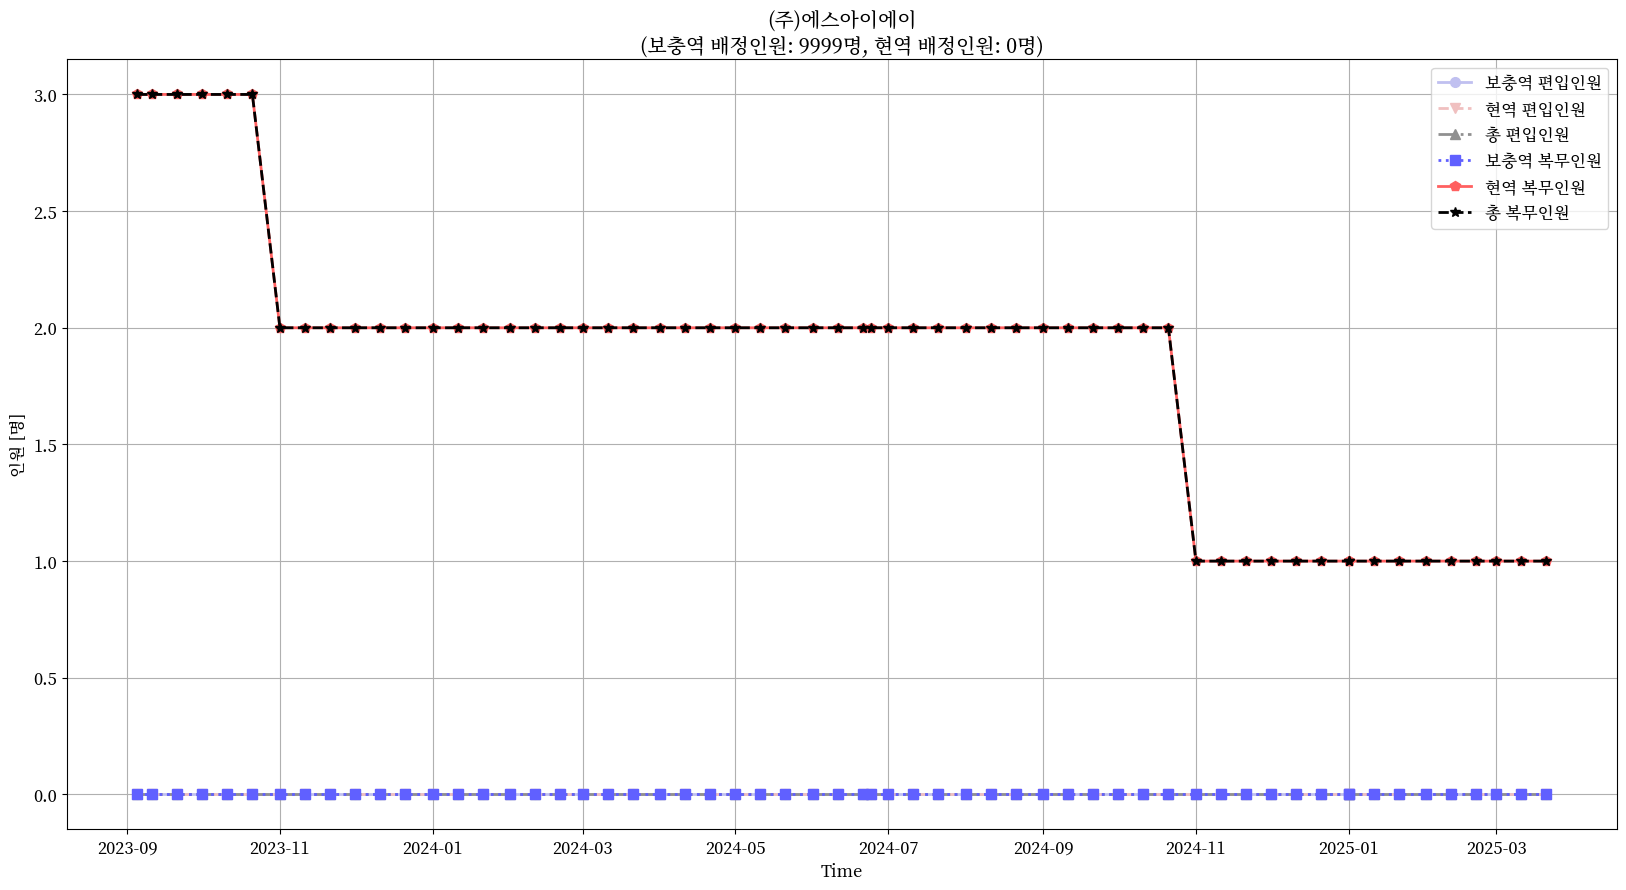 (주)에스아이에이
(보충역 배정인원: 9999명, 현역 배정인원: 0명)
보충역 편입인원
현역 편입인원
총 편입인원
보충역 복무인원
현역 복무인원
총 복무인원
인원 [명]
3.0
2.5
2.0
1.5
1.0
0.5
0.0
2023-09 2023-11 2024-01 2024-03 2024-05 2024-07 2024-09 2024-11 2025-01 2025-03
Time